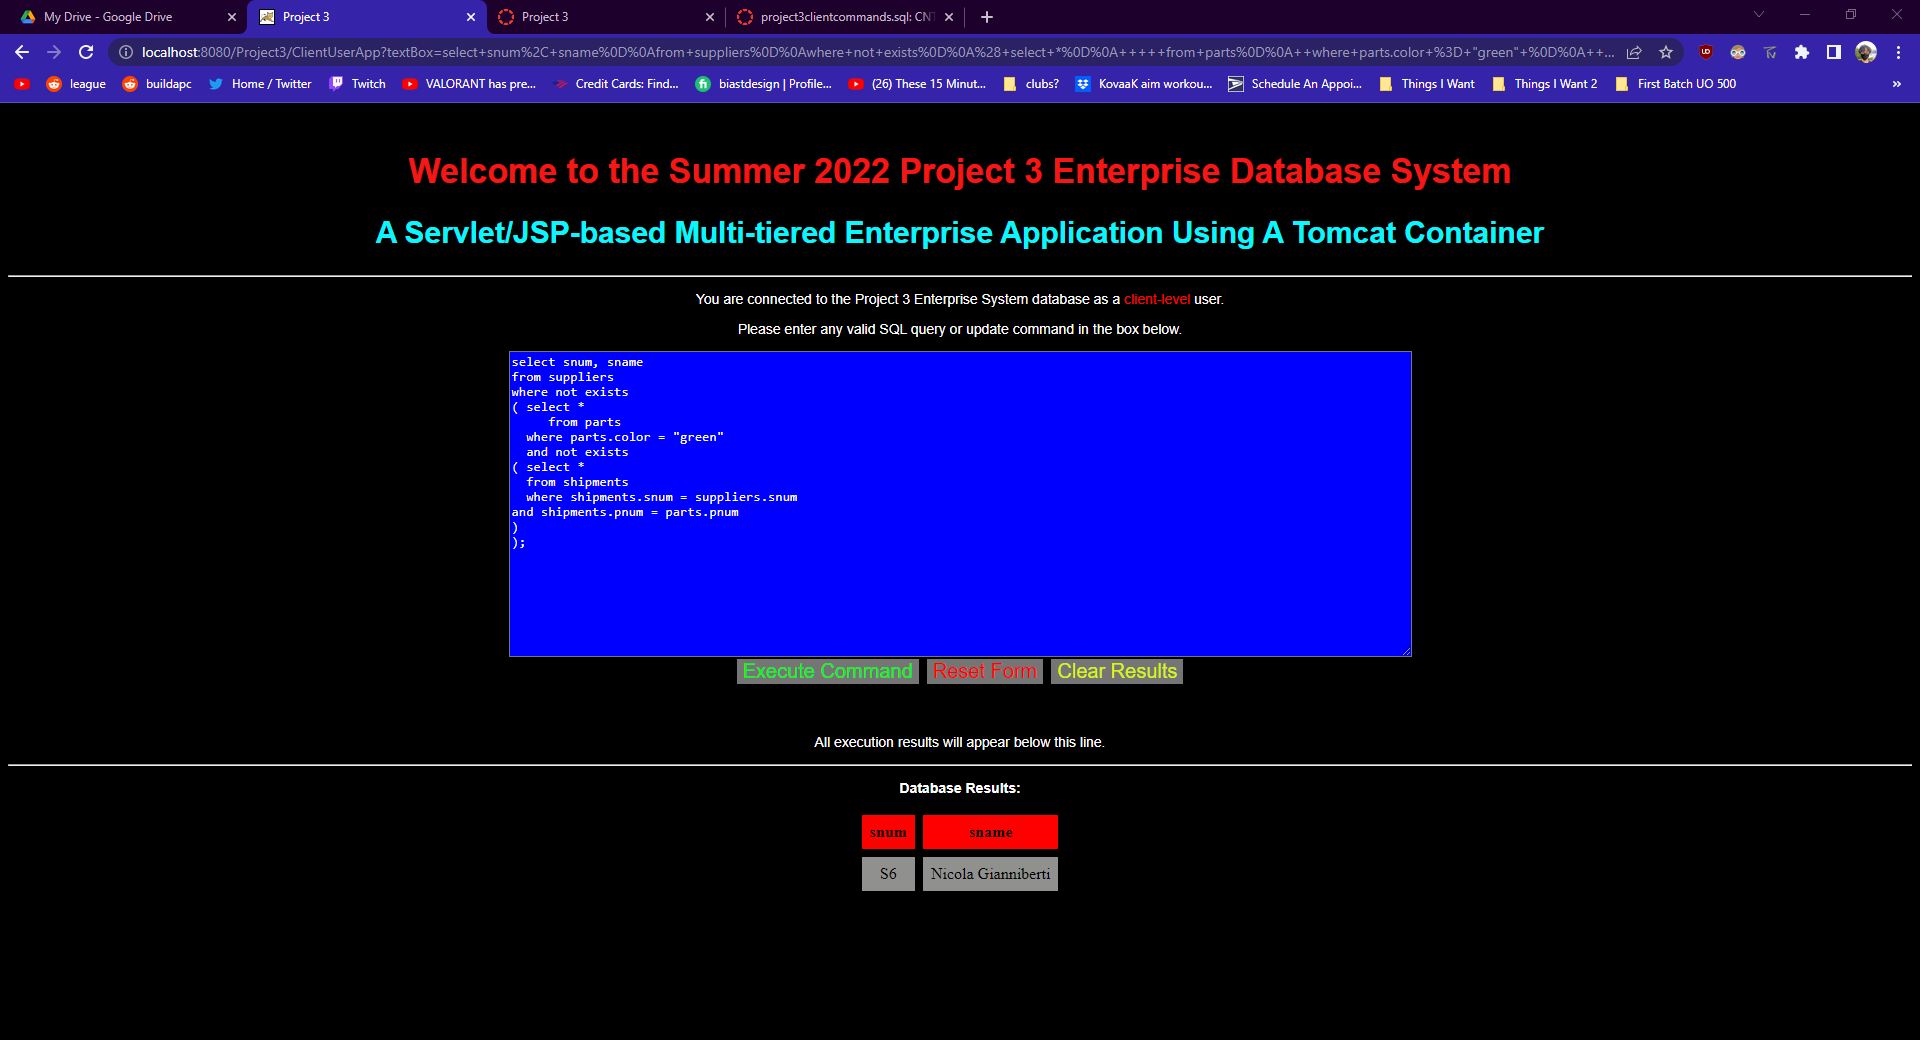 My Drive - Google Drive
Project 3
Project 3
project3clientcommands.sql: CNT
localhost:8080/Project3/ClientUserApp?textBox=select+snum%2C+sname%0D%0Afrom+suppliers%0D%0Awhere+not+exists%0D%0A%28+select+*%0D%0A+++++from+parts%0D%0A++where+parts.color+%3D+"green"+%0D%0A++...
league
buildapc
Home / Twitter
Twitch
VALORANT has pre...
Credit Cards: Find...
biastdesign | Profile...
(26) These 15 Minut...
clubs?
KovaaK aim workou...
Schedule An Appoi...
Things I Want
Things I Want 2
First Batch UO 500
»
Welcome to the Summer 2022 Project 3 Enterprise Database System
A Servlet/JSP-based Multi-tiered Enterprise Application Using A Tomcat Container
You are connected to the Project 3 Enterprise System database as a client-level user.
Please enter any valid SQL query or update command in the box below.
select snum, sname
from suppliers
where not exists
( select *
from parts
where parts.color = "green"
and not exists
( select *
from shipments
where shipments.snum = suppliers.snum
and shipments.pnum = parts.pnum
)
);
Execute Command Reset Form Clear Results
All execution results will appear below this line.
Database Results:
snum sname
S6 Nicola Gianniberti